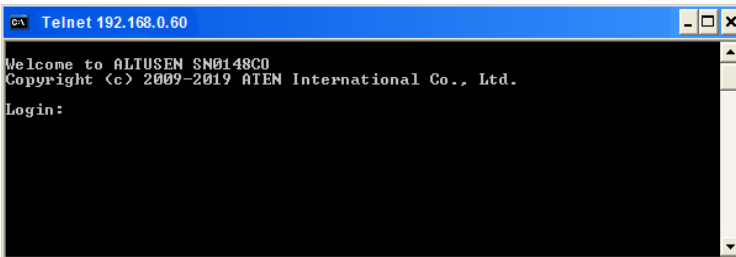 Telnet 192.168.0.60
Welcome to ALTUSEN SN0148CO
Copyright (c) 2009-2019 ATEN International Co., Ltd.
Login: